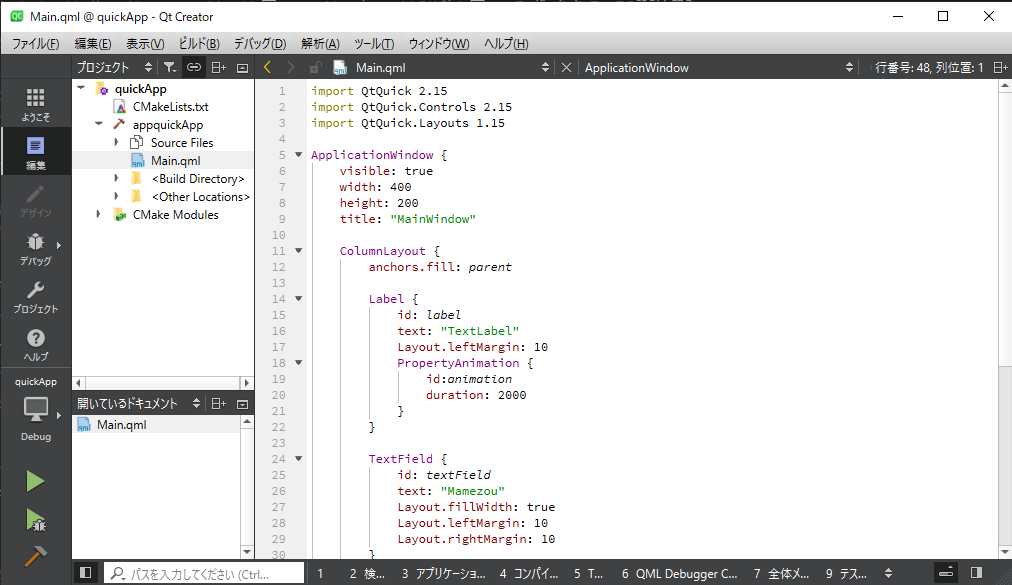 Main.qml @ quickApp - Qt Creator
ファイル(F) 編集(E) 表示(V) ビルド(B) デバッグ(D) 解析(A) ツール(T) ウィンドウ(W) ヘルプ(H)
プロジェクト
Main.qml
ApplicationWindow
行番号: 48, 列位置: 1
ようこそ
編集
デザイン
デバッグ
プロジェクト
ヘルプ
quickApp
Debug
quickApp
CMakeLists.txt
appquickApp
Source Files
Main.qml
<Build Directory>
<Other Locations>
CMake Modules
開いているドキュメント
Main.qml
1 import QtQuick 2.15
2 import QtQuick.Controls 2.15
3 import QtQuick.Layouts 1.15
4
5 ApplicationWindow {
6 visible: true
7 width: 400
8 height: 200
9 title: "MainWindow"
10
11 ColumnLayout {
12 anchors.fill: parent
13
14 Label {
15 id: label
16 text: "TextLabel"
17 Layout.leftMargin: 10
18 PropertyAnimation {
19 id:animation
20 duration: 2000
21 }
22 }
23
24 TextField {
25 id: textField
26 text: "Mamezou"
27 Layout.fillWidth: true
28 Layout.leftMargin: 10
29 Layout.rightMargin: 10
30 }
パスを入力してください (Ctrl...
1 2 検... 3 アプリケーショ... 4 コンパイ... 5 T... 6 QML Debugger C... 7 全体メ... 9 テス...